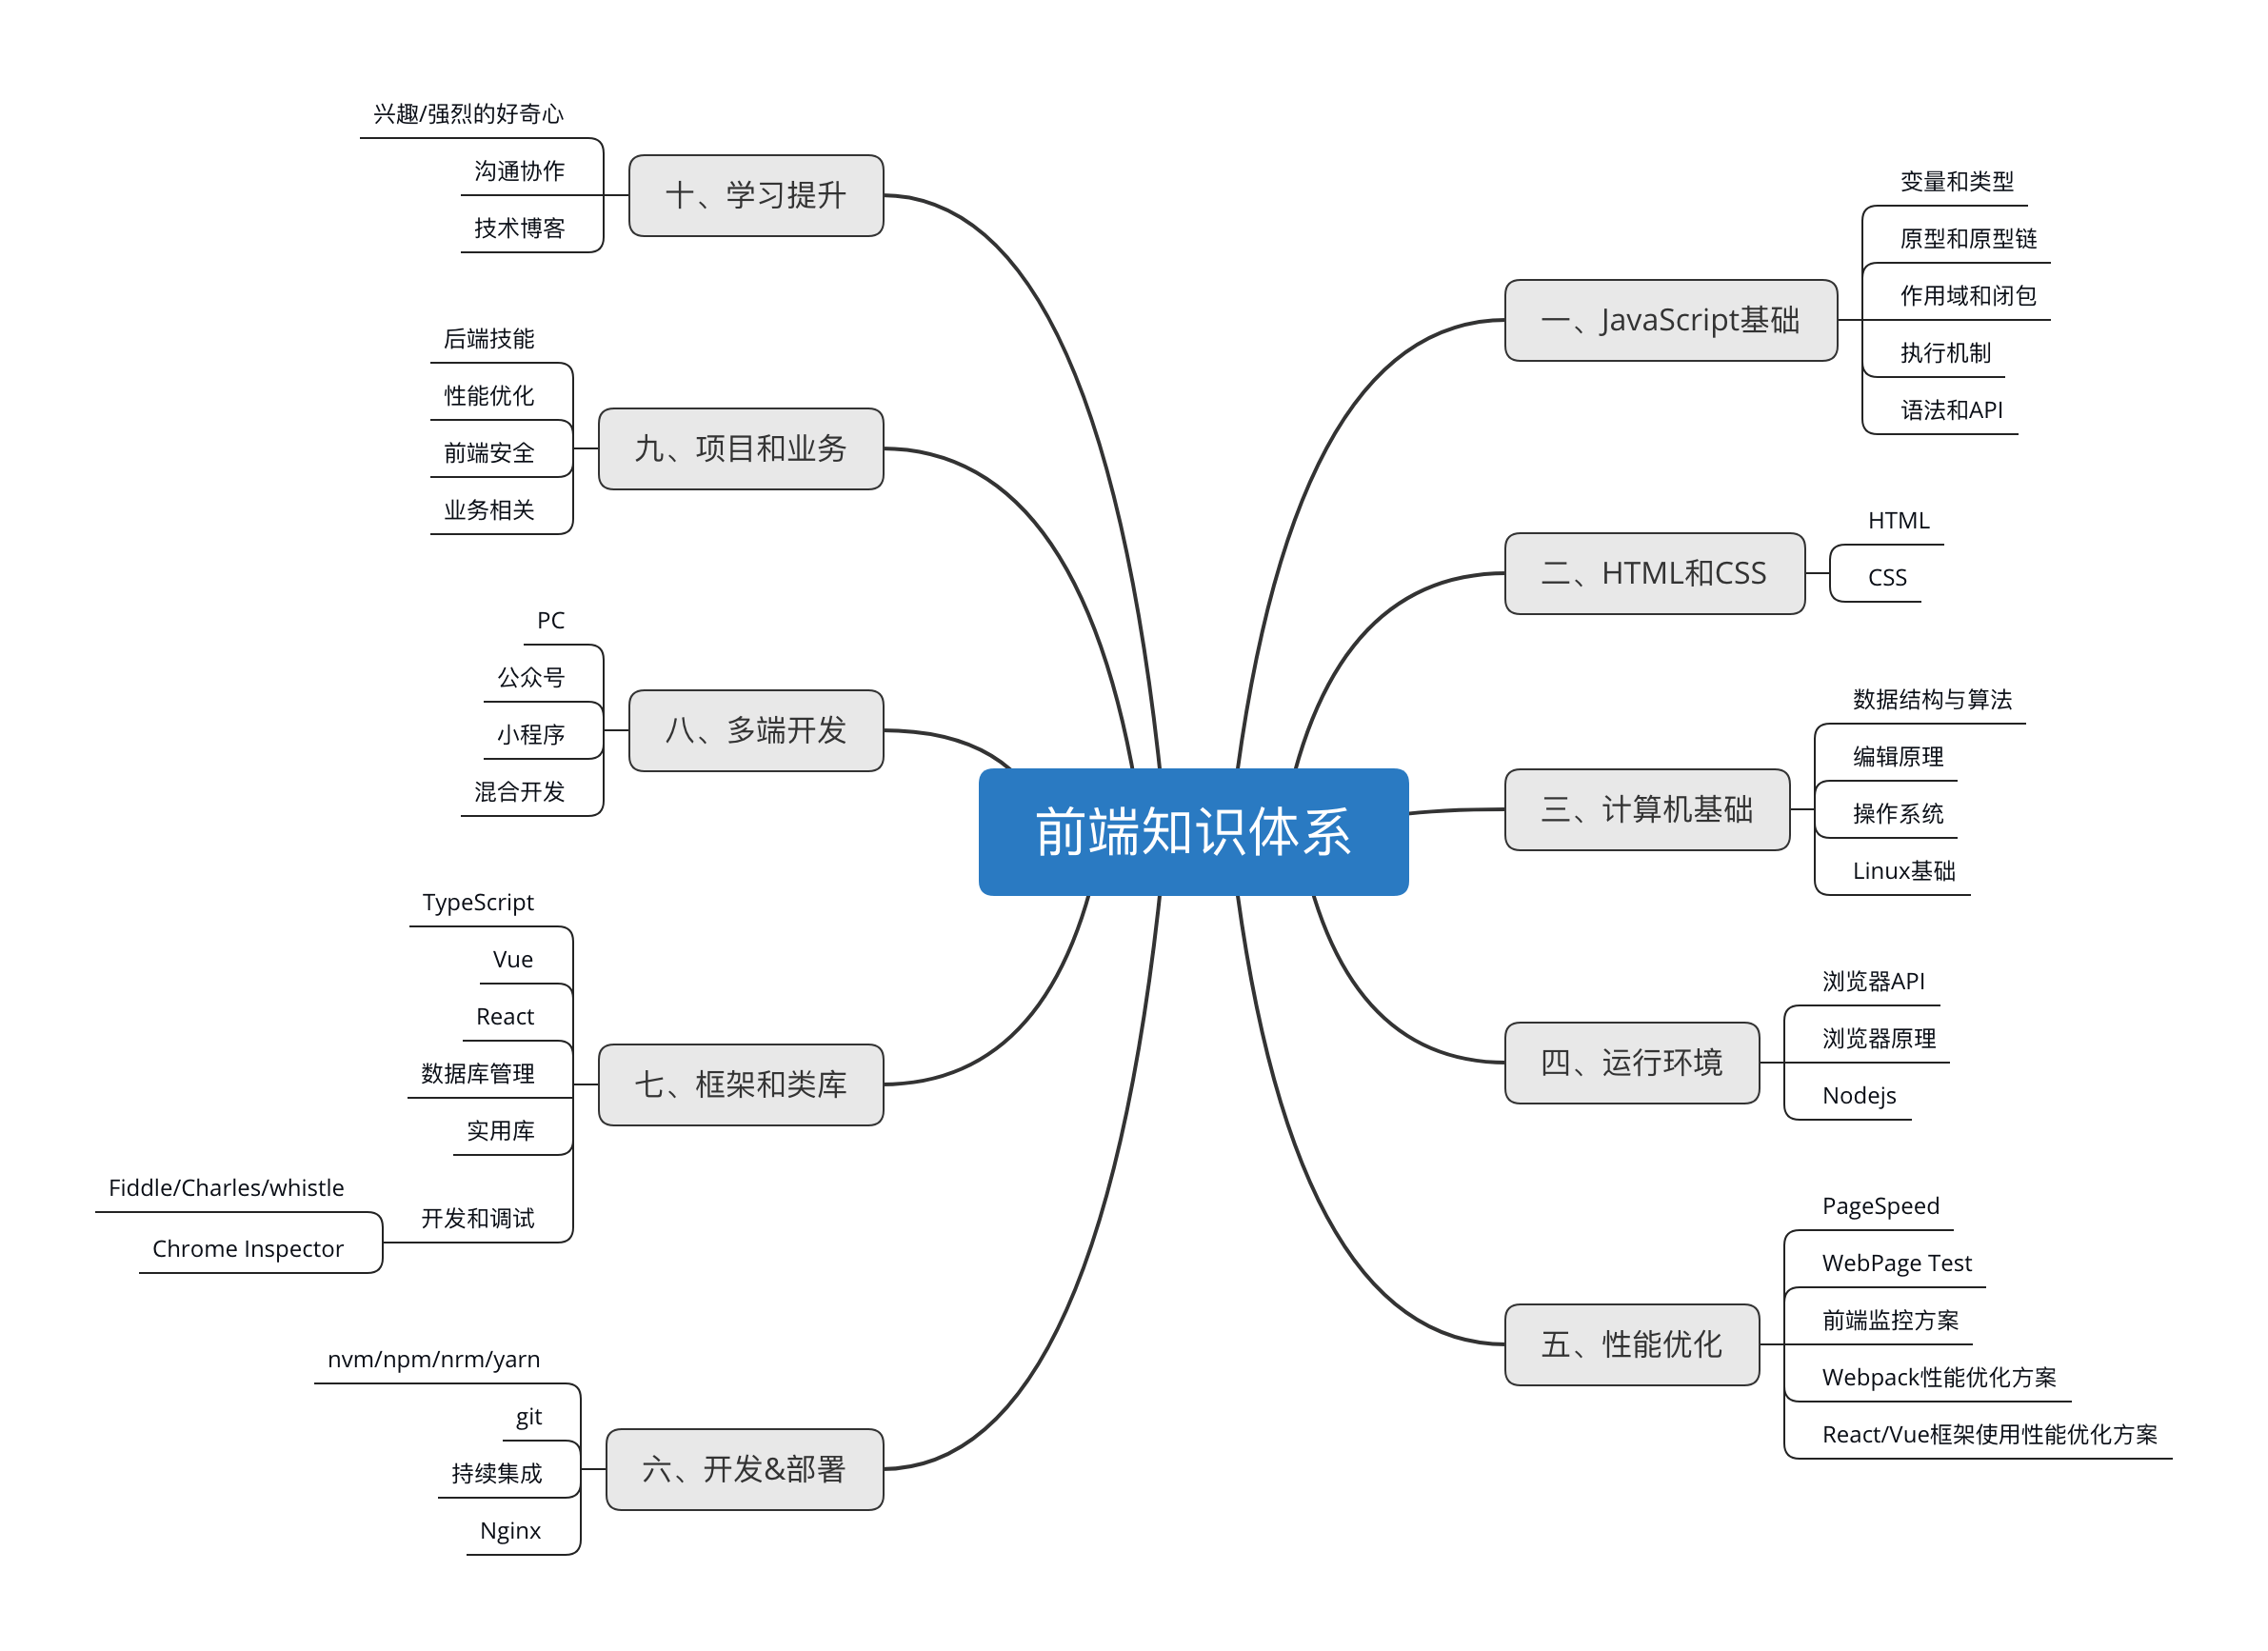 前端知识体系
一、JavaScript基础
变量和类型
原型和原型链
作用域和闭包
执行机制
语法和API
二、HTML和CSS
HTML
CSS
三、计算机基础
数据结构与算法
编辑原理
操作系统
Linux基础
四、运行环境
浏览器API
浏览器原理
Nodejs
五、性能优化
PageSpeed
WebPage Test
前端监控方案
Webpack性能优化方案
React/Vue框架使用性能优化方案
六、开发&部署
nvm/npm/nrm/yarn
git
持续集成
Nginx
七、框架和类库
TypeScript
Vue
React
数据库管理
实用库
开发和调试
Fiddle/Charles/whistle
Chrome Inspector
八、多端开发
PC
公众号
小程序
混合开发
九、项目和业务
后端技能
性能优化
前端安全
业务相关
十、学习提升
兴趣/强烈的好奇心
沟通协作
技术博客